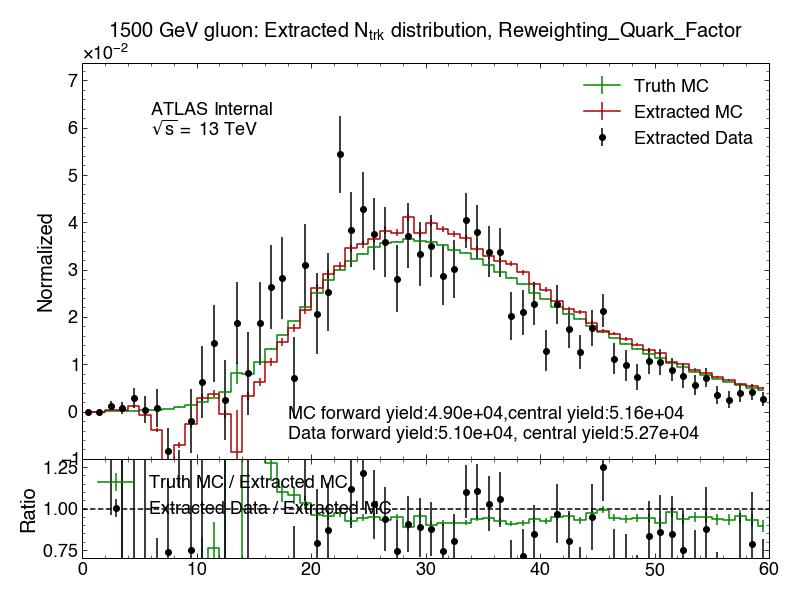 1500 GeV gluon: Extracted N_trk distribution, Reweighting_Quark_Factor
×10⁻²
7
6
5
4
3
2
1
0
-1
Normalized
ATLAS Internal
√s = 13 TeV
Truth MC
Extracted MC
Extracted Data
MC forward yield:4.90e+04,central yield:5.16e+04
Data forward yield:5.10e+04, central yield:5.27e+04
1.25
1.00
0.75
Ratio
Truth MC / Extracted MC
Extracted Data / Extracted MC
0 10 20 30 40 50 60